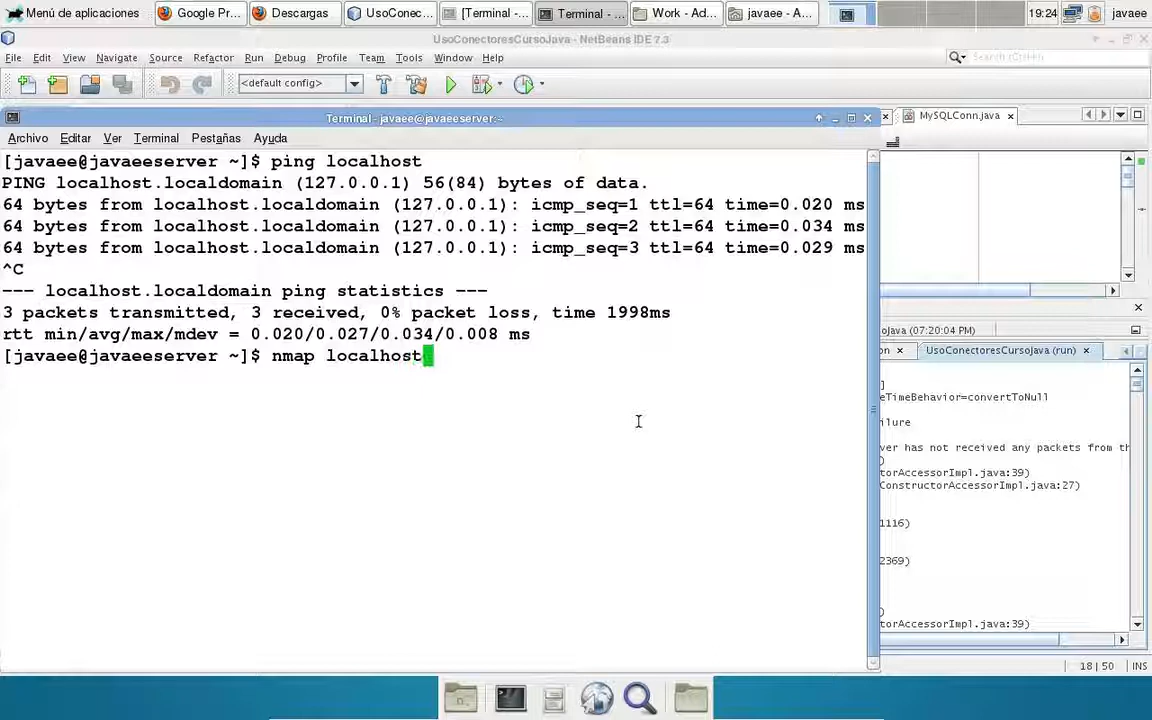 Menú de aplicaciones
Google Pr...
Descargas
UsoConec...
[Terminal -...
Terminal - ...
Work - Ad...
javaee - A...
19:24
javaee
UsoConectoresCursoJava - NetBeans IDE 7.3
File Edit View Navigate Source Refactor Run Debug Profile Team Tools Window Help
Search (Ctrl+I)
<default config>
Terminal - javaee@javaeeserver:~
MySQLConn.java
Archivo Editar Ver Terminal Pestañas Ayuda
[javaee@javaeeserver ~]$ ping localhost
PING localhost.localdomain (127.0.0.1) 56(84) bytes of data.
64 bytes from localhost.localdomain (127.0.0.1): icmp_seq=1 ttl=64 time=0.020 ms
64 bytes from localhost.localdomain (127.0.0.1): icmp_seq=2 ttl=64 time=0.034 ms
64 bytes from localhost.localdomain (127.0.0.1): icmp_seq=3 ttl=64 time=0.029 ms
^C
--- localhost.localdomain ping statistics ---
3 packets transmitted, 3 received, 0% packet loss, time 1998ms
rtt min/avg/max/mdev = 0.020/0.027/0.034/0.008 ms
[javaee@javaeeserver ~]$ nmap localhost
oJava (07:20:04 PM)
on
UsoConectoresCursoJava (run)
]
eTimeBehavior=convertToNull
ilure
ver has not received any packets from th
)
torAccessorImpl.java:39)
ConstructorAccessorImpl.java:27)
1116)
2369)
)
torAccessorImpl.java:39)
18 | 50
INS